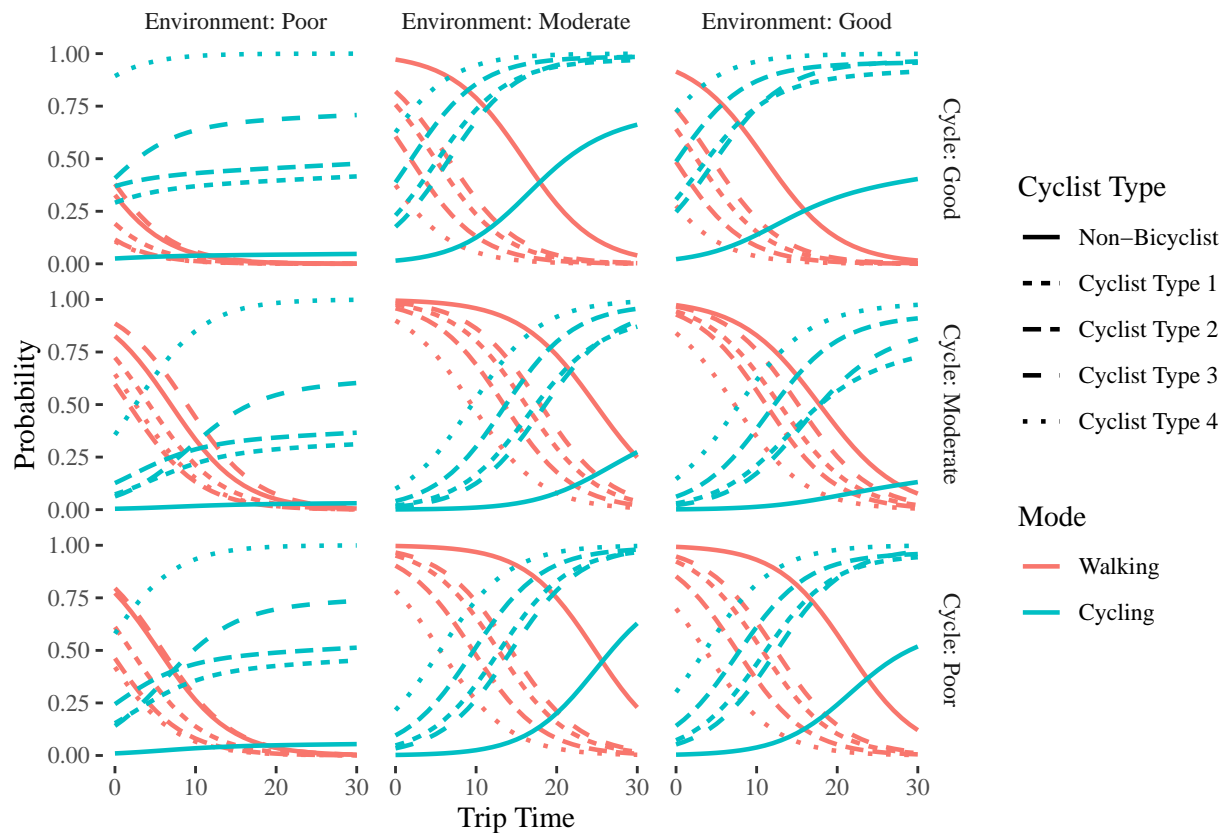 Environment: Poor Environment: Moderate Environment: Good
1.00
0.75
0.50
0.25
0.00
Cycle: Good
1.00
0.75
0.50
0.25
0.00
Cycle: Moderate
1.00
0.75
0.50
0.25
0.00
Cycle: Poor
Probability
0 10 20 30 0 10 20 30 0 10 20 30
Trip Time
Cyclist Type
Non−Bicyclist
Cyclist Type 1
Cyclist Type 2
Cyclist Type 3
Cyclist Type 4
Mode
Walking
Cycling